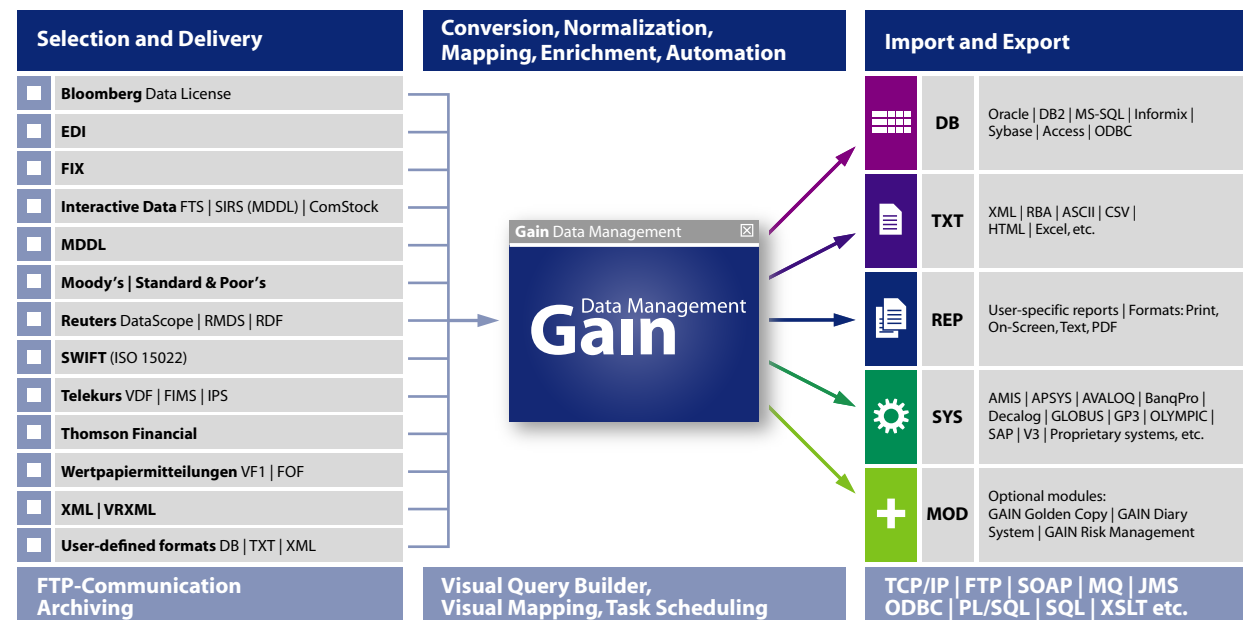 Selection and Delivery
Bloomberg Data License
EDI
FIX
Interactive Data FTS | SIRS (MDDL) | ComStock
MDDL
Moody's | Standard & Poor's
Reuters DataScope | RMDS | RDF
SWIFT (ISO 15022)
Telekurs VDF | FIMS | IPS
Thomson Financial
Wertpapiermitteilungen VF1 | FOF
XML | VRXML
User-defined formats DB | TXT | XML
FTP-Communication
Archiving
Conversion, Normalization,
Mapping, Enrichment, Automation
Gain Data Management
Data Management
Gain
Visual Query Builder,
Visual Mapping, Task Scheduling
Import and Export
DB
Oracle | DB2 | MS-SQL | Informix |
Sybase | Access | ODBC
TXT
XML | RBA | ASCII | CSV |
HTML | Excel, etc.
REP
User-specific reports | Formats: Print,
On-Screen, Text, PDF
SYS
AMIS | APSYS | AVALOQ | BanqPro |
Decalog | GLOBUS | GP3 | OLYMPIC |
SAP | V3 | Proprietary systems, etc.
MOD
Optional modules:
GAIN Golden Copy | GAIN Diary
System | GAIN Risk Management
TCP/IP | FTP | SOAP | MQ | JMS
ODBC | PL/SQL | SQL | XSLT etc.